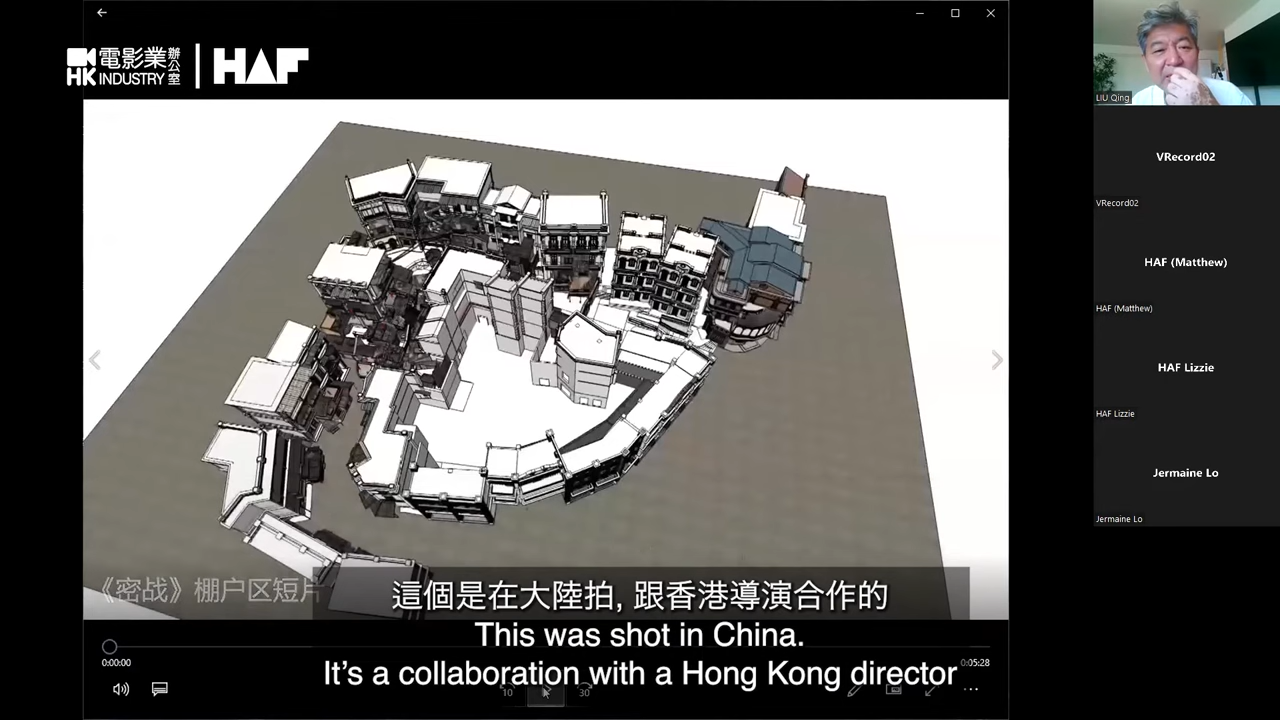 電影業辦公室
HK INDUSTRY
HAF
LIU Qing
VRecord02
VRecord02
HAF (Matthew)
HAF (Matthew)
HAF Lizzie
HAF Lizzie
Jermaine Lo
Jermaine Lo
《密战》棚户区短片
這個是在大陸拍, 跟香港導演合作的
This was shot in China.
It's a collaboration with a Hong Kong director
0:00:00
0:05:28
10
30